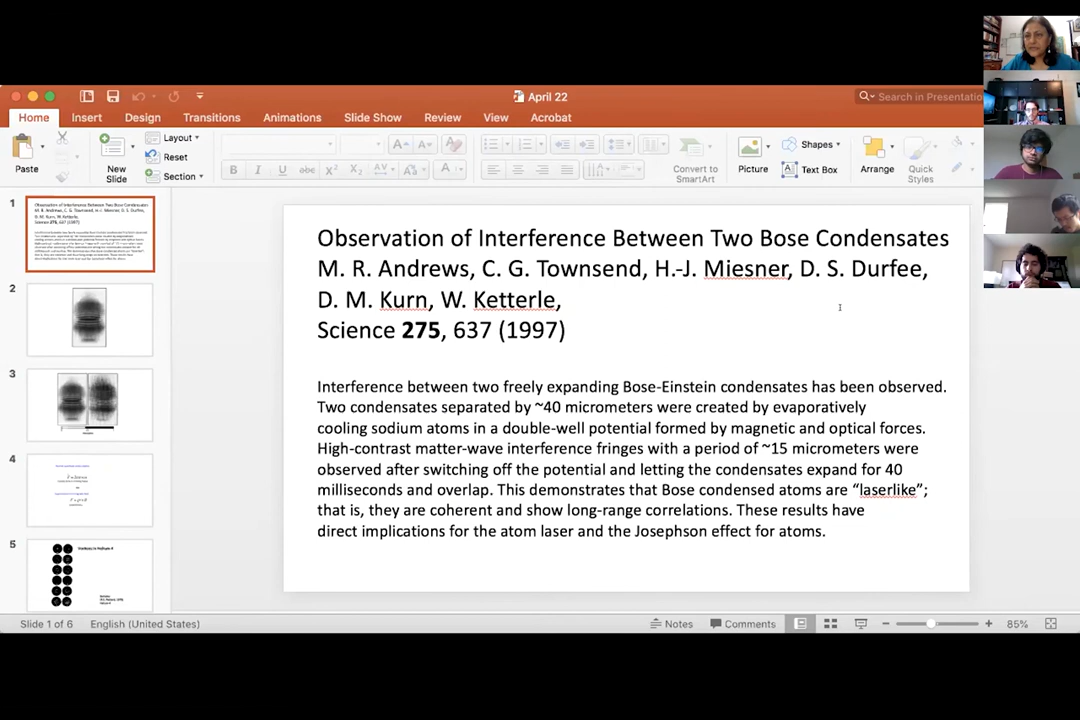 April 22
Search in Presentation
Home Insert Design Transitions Animations Slide Show Review View Acrobat
Paste
New Slide
Layout
Reset
Section
B I U abc X² X₂ AV Aa A
Convert to SmartArt
Picture
Shapes
Text Box
Arrange
Quick Styles
1
2
3
4
5
Observation of Interference Between Two Bose Condensates
M. R. Andrews, C. G. Townsend, H.-J. Miesner, D. S. Durfee,
D. M. Kurn, W. Ketterle,
Science 275, 637 (1997)
Interference between two freely expanding Bose-Einstein condensates has been observed.
Two condensates separated by ~40 micrometers were created by evaporatively
cooling sodium atoms in a double-well potential formed by magnetic and optical forces.
High-contrast matter-wave interference fringes with a period of ~15 micrometers were
observed after switching off the potential and letting the condensates expand for 40
milliseconds and overlap. This demonstrates that Bose condensed atoms are “laserlike”;
that is, they are coherent and show long-range correlations. These results have
direct implications for the atom laser and the Josephson effect for atoms.
Slide 1 of 6 English (United States)
Notes Comments 85%